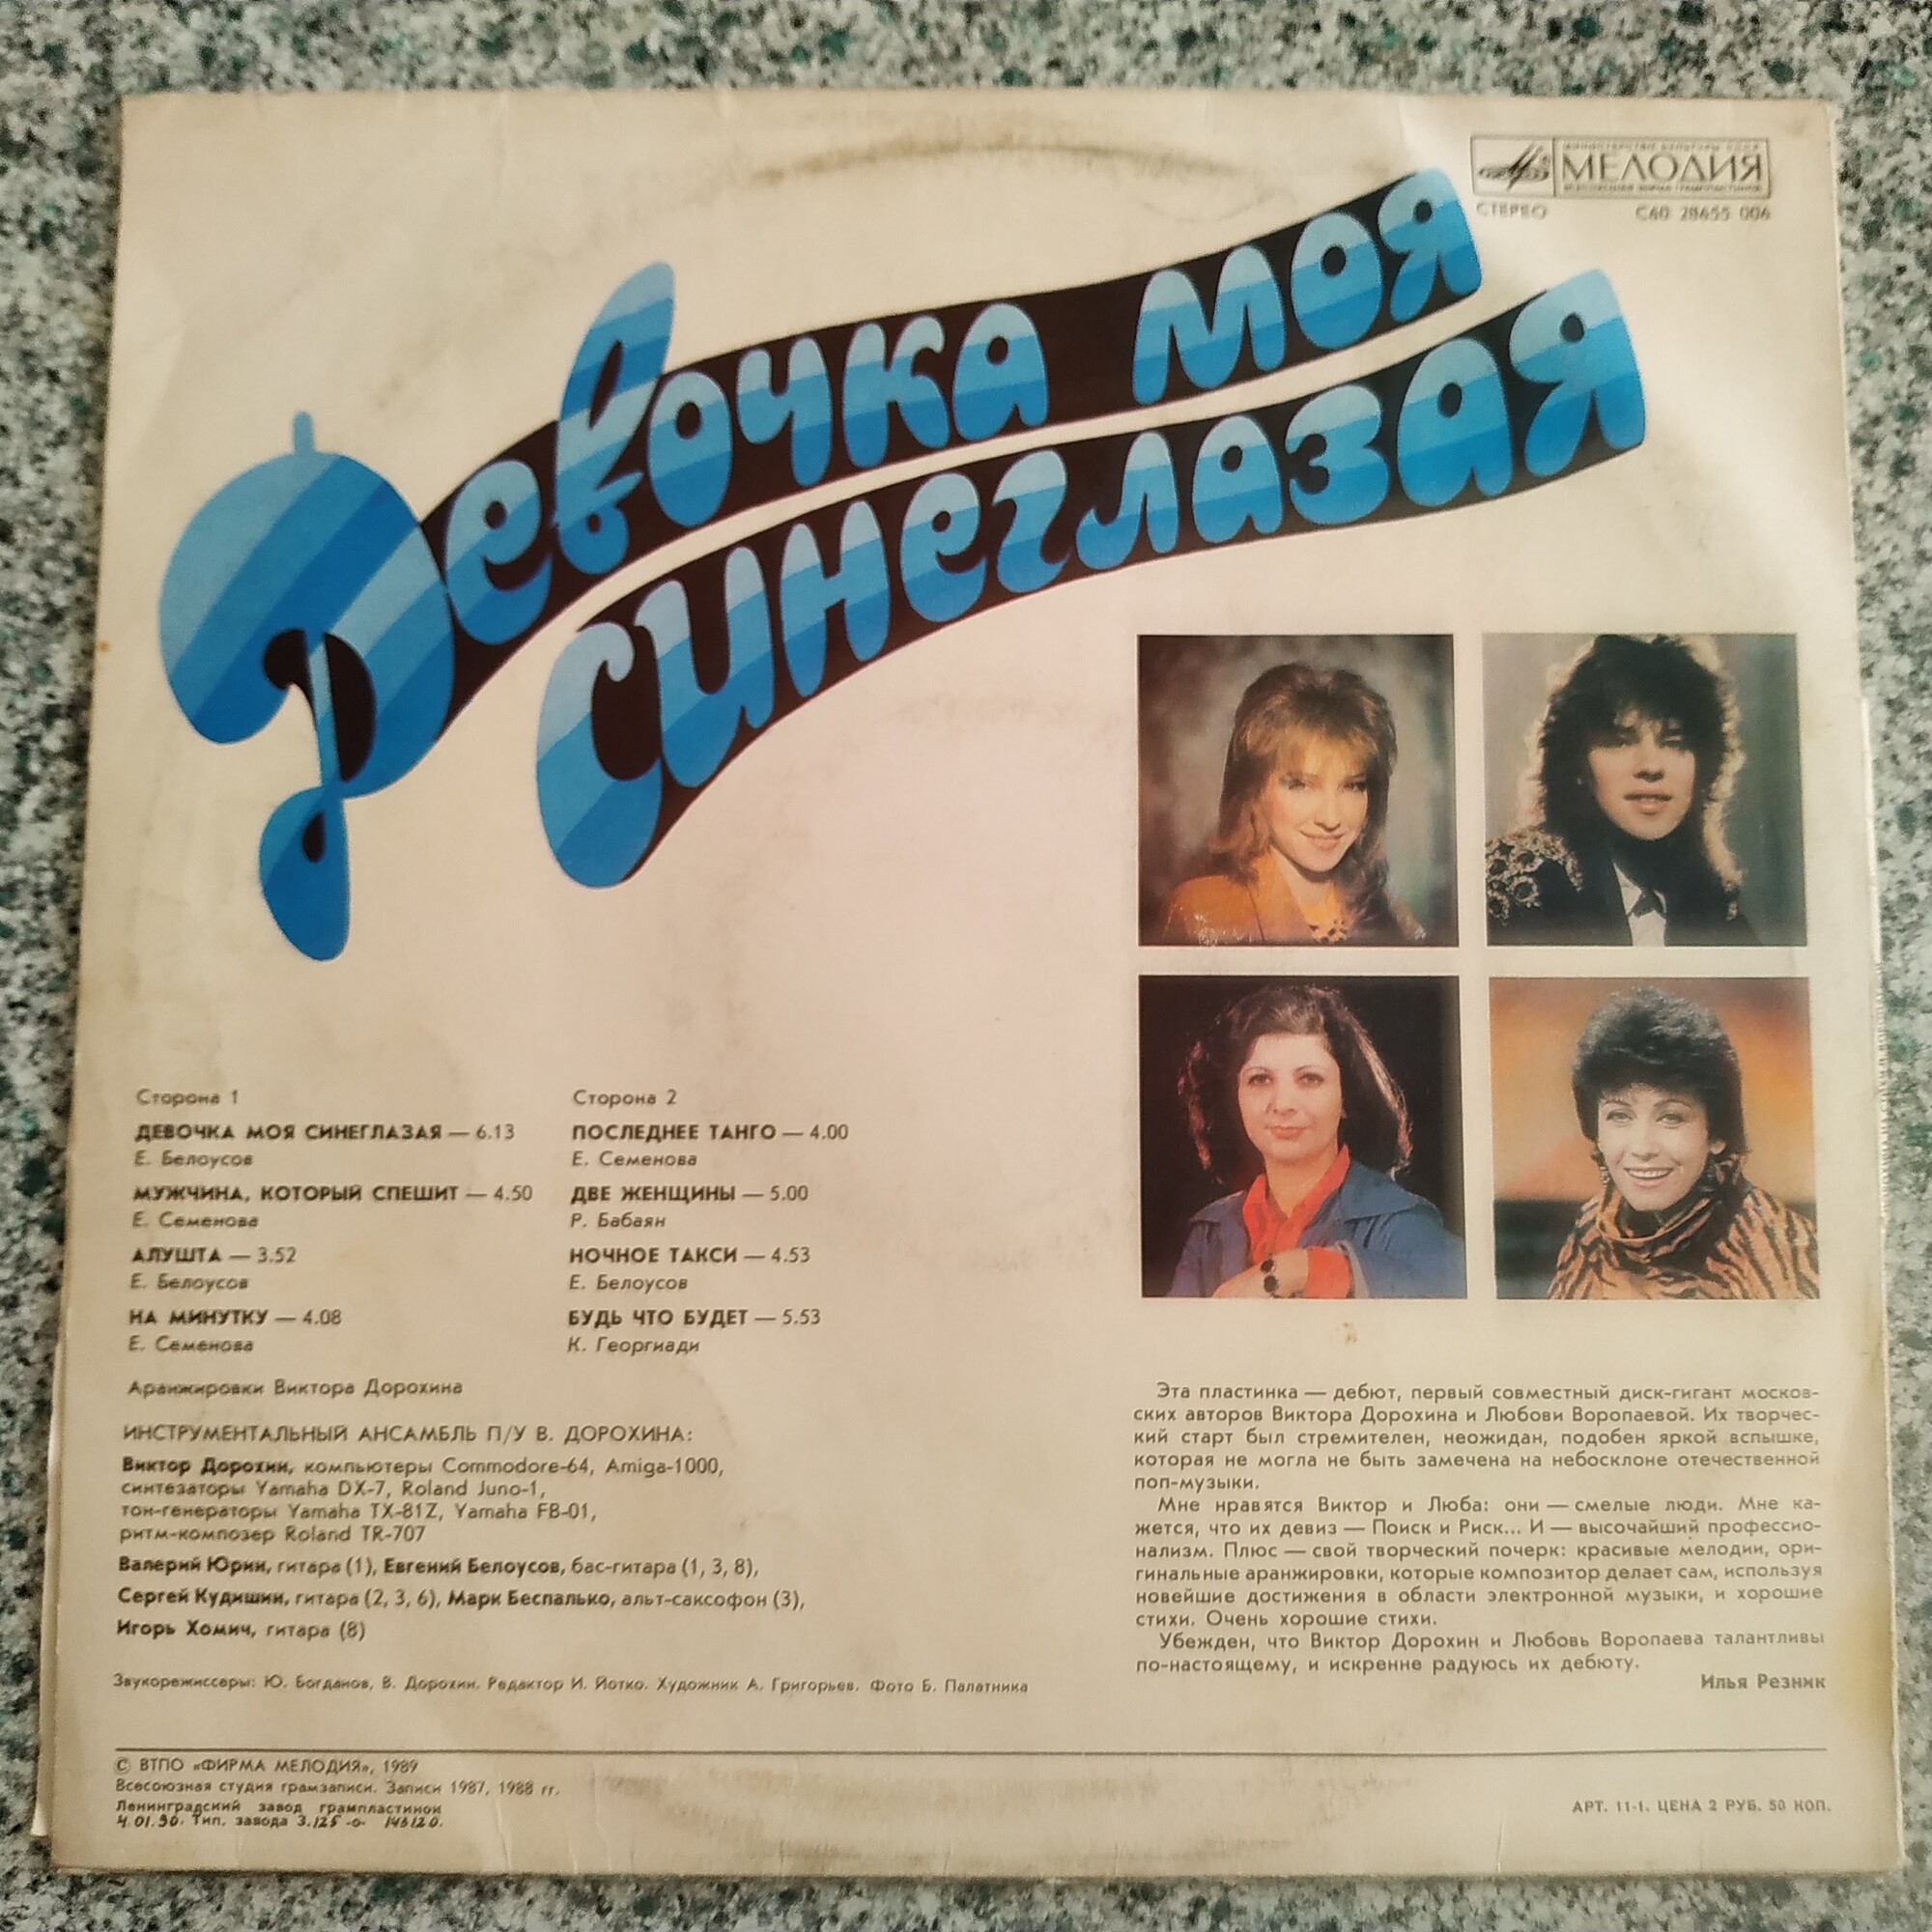 МИНИСТЕРСТВО КУЛЬТУРЫ СССР
МЕЛОДИЯ
ВСЕСОЮЗНАЯ ФИРМА ГРАМПЛАСТИНОК
СТЕРЕО С60 28655 006
Девочка моя
синеглазая
Сторона 1
ДЕВОЧКА МОЯ СИНЕГЛАЗАЯ — 6.13
Е. Белоусов
МУЖЧИНА, КОТОРЫЙ СПЕШИТ — 4.50
Е. Семенова
АЛУШТА — 3.52
Е. Белоусов
НА МИНУТКУ — 4.08
Е. Семенова
Сторона 2
ПОСЛЕДНЕЕ ТАНГО — 4.00
Е. Семенова
ДВЕ ЖЕНЩИНЫ — 5.00
Р. Бабаян
НОЧНОЕ ТАКСИ — 4.53
Е. Белоусов
БУДЬ ЧТО БУДЕТ — 5.53
К. Георгиади
Аранжировки Виктора Дорохина
ИНСТРУМЕНТАЛЬНЫЙ АНСАМБЛЬ П/У В. ДОРОХИНА:
Виктор Дорохин, компьютеры Commodore-64, Amiga-1000,
синтезаторы Yamaha DX-7, Roland Juno-1,
тон-генераторы Yamaha TX-81Z, Yamaha FB-01,
ритм-композер Roland TR-707
Валерий Юрин, гитара (1), Евгений Белоусов, бас-гитара (1, 3, 8),
Сергей Кудишин, гитара (2, 3, 6), Марк Беспалько, альт-саксофон (3),
Игорь Хомич, гитара (8)
Звукорежиссеры: Ю. Богданов, В. Дорохин. Редактор И. Йотко. Художник А. Григорьев. Фото Б. Палатника
Эта пластинка — дебют, первый совместный диск-гигант москов-
ских авторов Виктора Дорохина и Любови Воропаевой. Их творчес-
кий старт был стремителен, неожидан, подобен яркой вспышке,
которая не могла не быть замечена на небосклоне отечественной
поп-музыки.
Мне нравятся Виктор и Люба: они — смелые люди. Мне ка-
жется, что их девиз — Поиск и Риск... И — высочайший профессио-
нализм. Плюс — свой творческий почерк: красивые мелодии, ори-
гинальные аранжировки, которые композитор делает сам, используя
новейшие достижения в области электронной музыки, и хорошие
стихи. Очень хорошие стихи.
Убежден, что Виктор Дорохин и Любовь Воропаева талантливы
по-настоящему, и искренне радуюсь их дебюту.
Илья Резник
© ВТПО «ФИРМА МЕЛОДИЯ», 1989
Всесоюзная студия грамзаписи. Записи 1987, 1988 гг.
Ленинградский завод грампластинок
4.01.90. Тип. завода З.125 -о-
АРТ. 11-1. ЦЕНА 2 РУБ. 50 КОП.